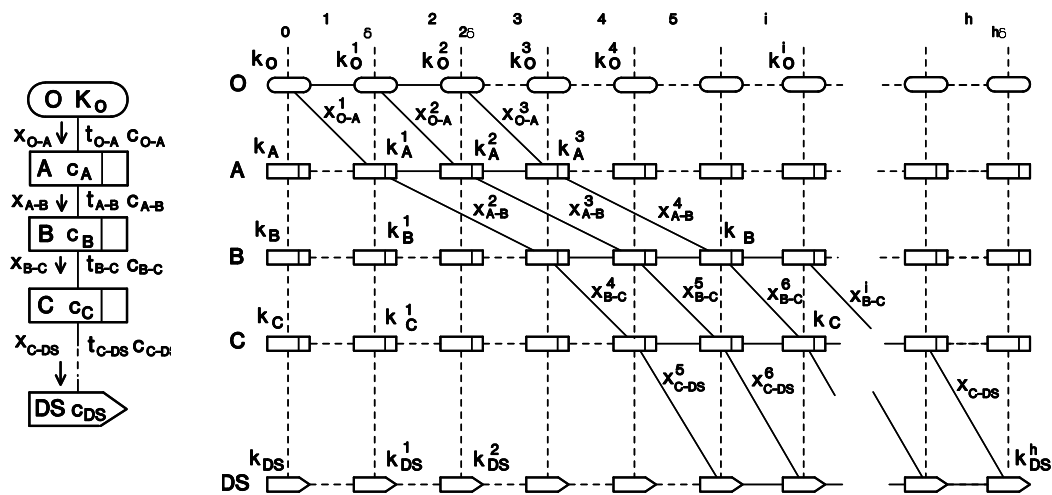 1 2 3 4 5 i h
0 δ 2δ hδ
k_O k_O^1 k_O^2 k_O^3 k_O^4 k_O^i
O
O K_O
x_O-A^1 x_O-A^2 x_O-A^3
x_O-A t_O-A c_O-A
k_A k_A^1 k_A^2 k_A^3
A
A c_A
x_A-B t_A-B c_A-B
x_A-B^2 x_A-B^3 x_A-B^4
k_B k_B^1 k_B
B
B c_B
x_B-C t_B-C c_B-C
x_B-C^4 x_B-C^5 x_B-C^6 x_B-C^i
C c_C
k_C k_C^1 k_C
C
x_C-DS t_C-DS
x_C-DS^5 x_C-DS^6 x_C-DS
DS c_DS
k_DS k_DS^1 k_DS^2 k_DS^h
DS